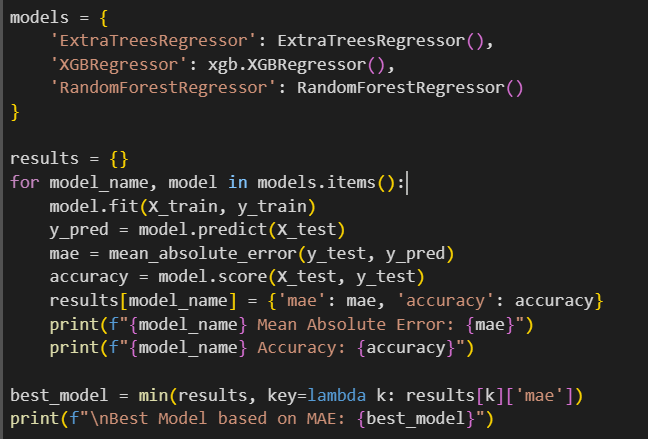 models = {
    'ExtraTreesRegressor': ExtraTreesRegressor(),
    'XGBRegressor': xgb.XGBRegressor(),
    'RandomForestRegressor': RandomForestRegressor()
}

results = {}
for model_name, model in models.items():
    model.fit(X_train, y_train)
    y_pred = model.predict(X_test)
    mae = mean_absolute_error(y_test, y_pred)
    accuracy = model.score(X_test, y_test)
    results[model_name] = {'mae': mae, 'accuracy': accuracy}
    print(f"{model_name} Mean Absolute Error: {mae}")
    print(f"{model_name} Accuracy: {accuracy}")

best_model = min(results, key=lambda k: results[k]['mae'])
print(f"\nBest Model based on MAE: {best_model}")